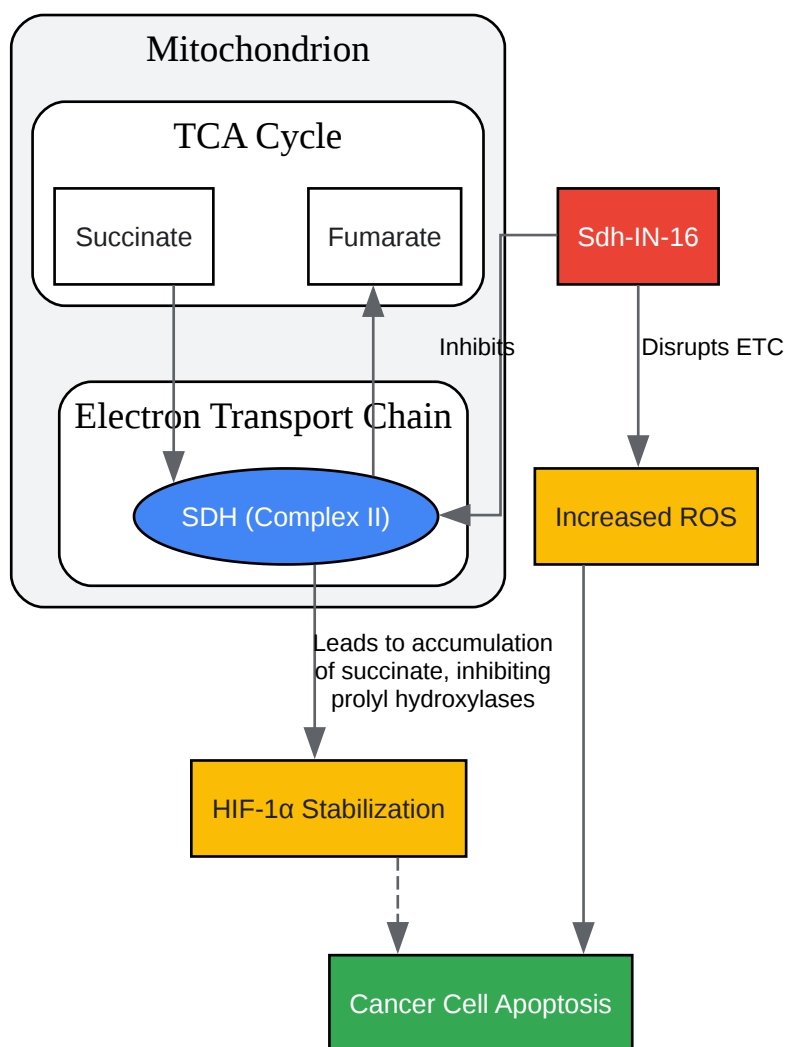 Mitochondrion
TCA Cycle
Succinate
Fumarate
Sdh-IN-16
Inhibits
Disrupts ETC
Electron Transport Chain
SDH (Complex II)
Increased ROS
Leads to accumulation
of succinate, inhibiting
prolyl hydroxylases
HIF-1α Stabilization
Cancer Cell Apoptosis